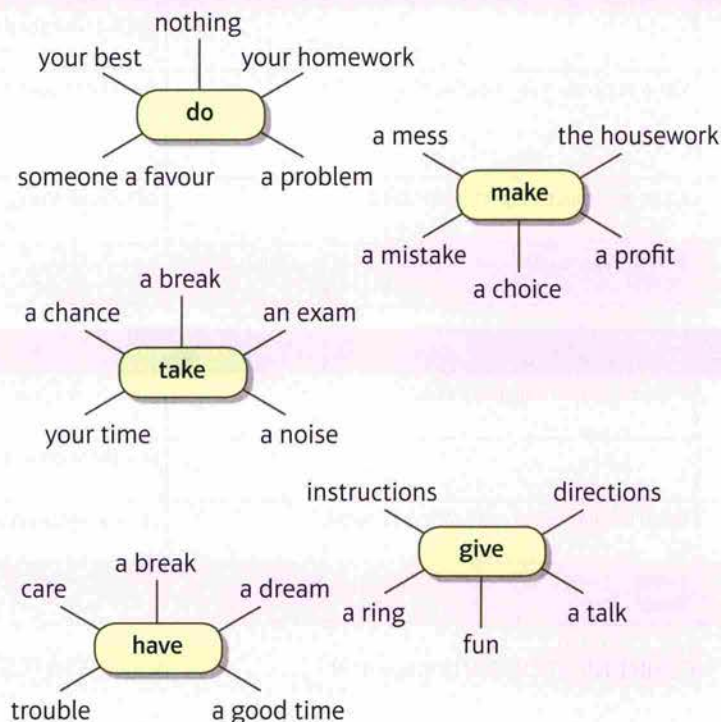 nothing
your best
your homework
do
someone a favour
a problem
a mess
the housework
make
a mistake
a profit
a choice
a break
a chance
an exam
take
your time
a noise
instructions
directions
give
a ring
a talk
fun
a break
care
a dream
have
trouble
a good time